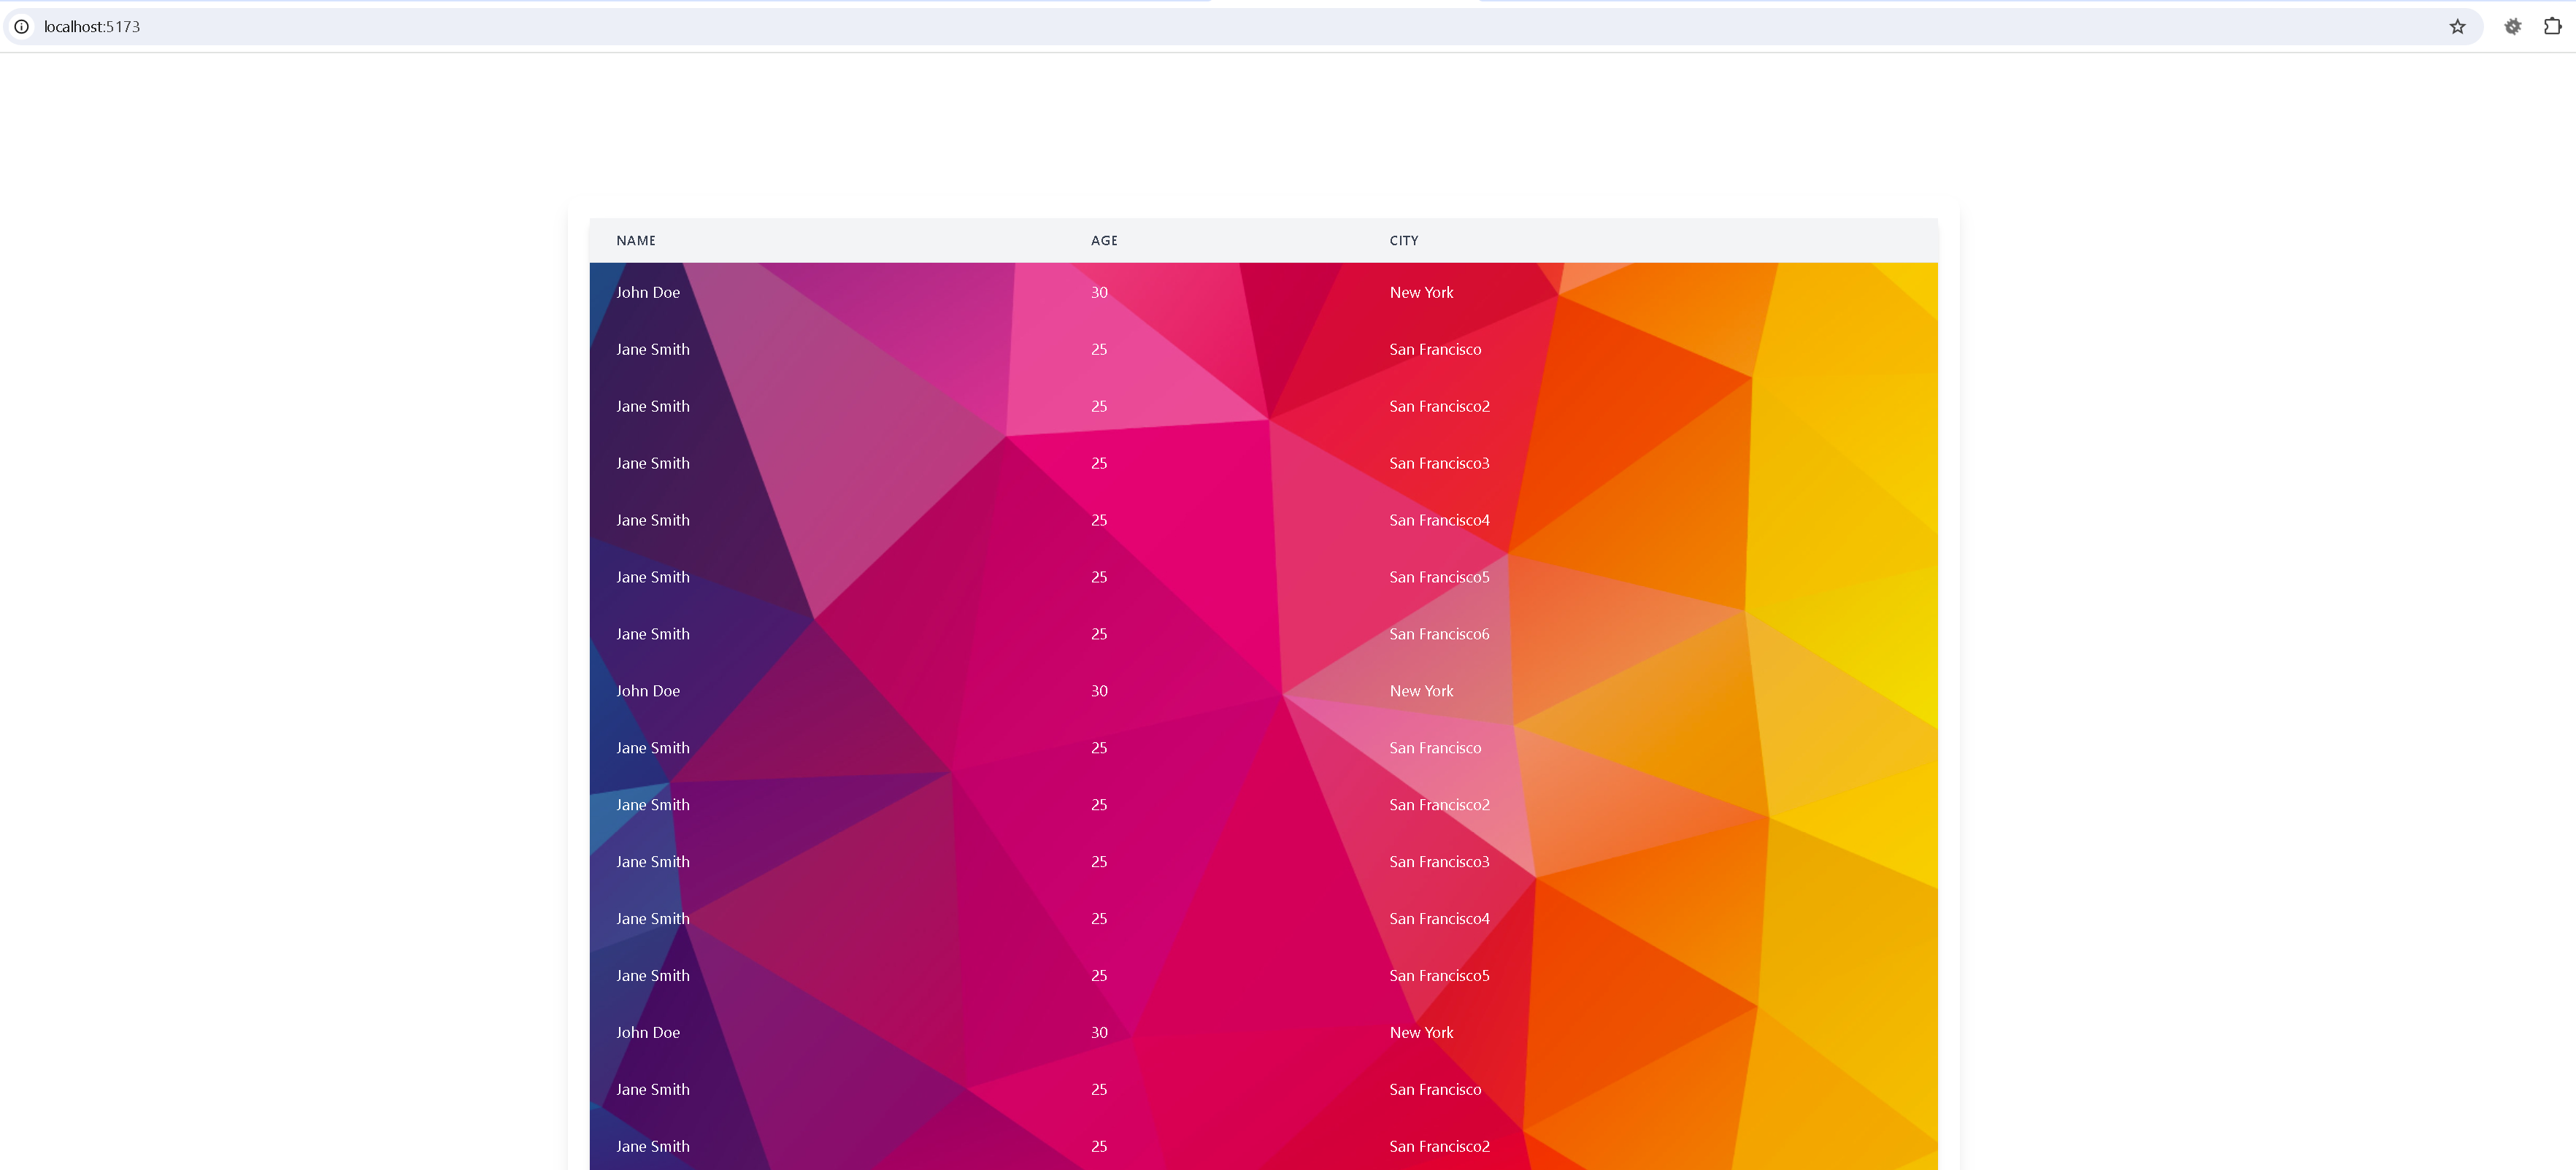 localhost:5173
NAME AGE CITY
John Doe 30 New York
Jane Smith 25 San Francisco
Jane Smith 25 San Francisco2
Jane Smith 25 San Francisco3
Jane Smith 25 San Francisco4
Jane Smith 25 San Francisco5
Jane Smith 25 San Francisco6
John Doe 30 New York
Jane Smith 25 San Francisco
Jane Smith 25 San Francisco2
Jane Smith 25 San Francisco3
Jane Smith 25 San Francisco4
Jane Smith 25 San Francisco5
John Doe 30 New York
Jane Smith 25 San Francisco
Jane Smith 25 San Francisco2